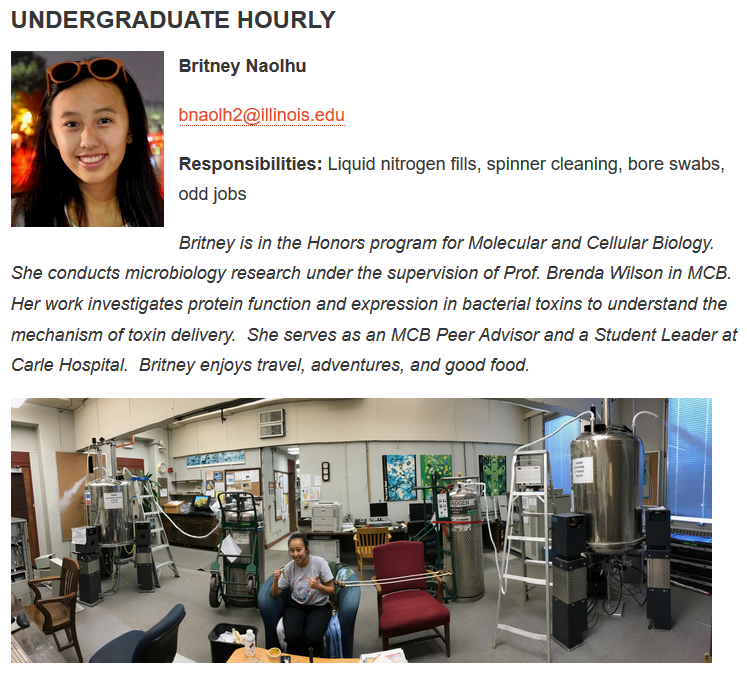 UNDERGRADUATE HOURLY
Britney Naolhu
bnaolh2@illinois.edu
Responsibilities: Liquid nitrogen fills, spinner cleaning, bore swabs,
odd jobs
Britney is in the Honors program for Molecular and Cellular Biology.
She conducts microbiology research under the supervision of Prof. Brenda Wilson in MCB.
Her work investigates protein function and expression in bacterial toxins to understand the
mechanism of toxin delivery.  She serves as an MCB Peer Advisor and a Student Leader at
Carle Hospital.  Britney enjoys travel, adventures, and good food.